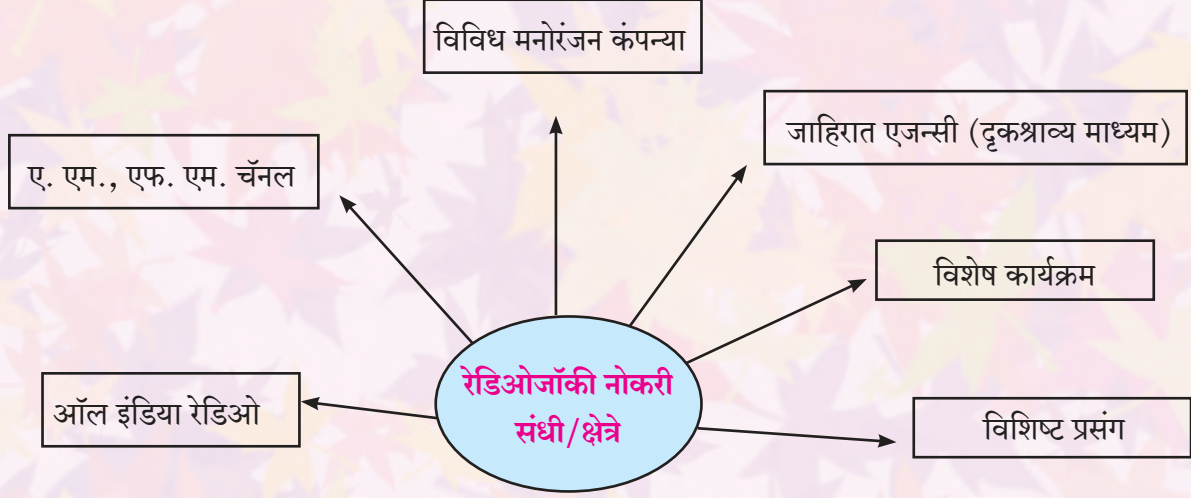 विविध मनोरंजन कंपन्या
जाहिरात एजन्सी (दृकश्राव्य माध्यम)
ए. एम., एफ. एम. चॅनल
विशेष कार्यक्रम
रेडिओजॉकी नोकरी
संधी/क्षेत्रे
ऑल इंडिया रेडिओ
विशिष्ट प्रसंग